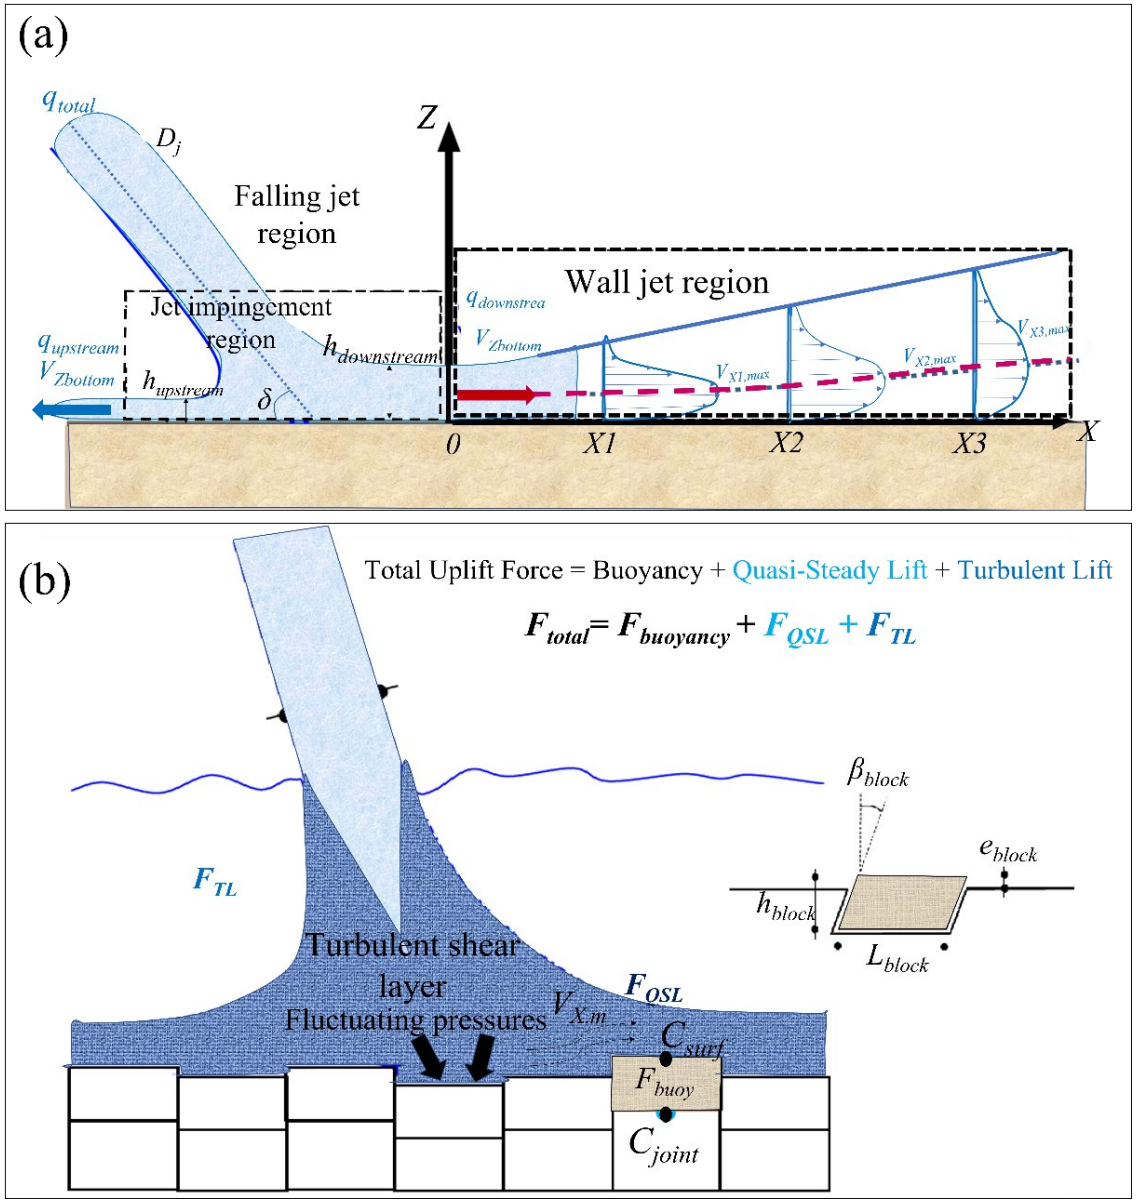 (a)
q_total
D_j
Z
Falling jet
region
Wall jet region
Jet impingement
region
q_downstrea
q_upstream
V_Zbottom
h_downstream
V_Zbottom
V_X1,max
V_X2,max
V_X3,max
h_upstream
δ
0
X1
X2
X3
X
(b)
Total Uplift Force = Buoyancy + Quasi-Steady Lift + Turbulent Lift
F_total= F_buoyancy + F_QSL + F_TL
β_block
e_block
h_block
L_block
F_TL
Turbulent shear
layer
F_QSL
Fluctuating pressures
V_X.m
C_surf
F_buoy
C_joint